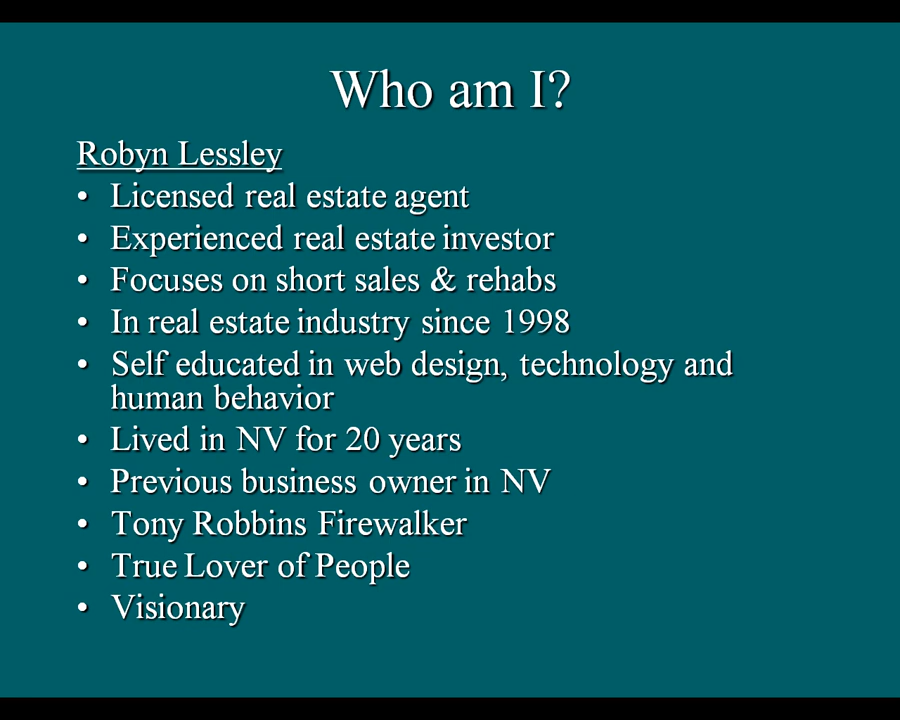 Who am I?
Robyn Lessley
• Licensed real estate agent
• Experienced real estate investor
• Focuses on short sales & rehabs
• In real estate industry since 1998
• Self educated in web design, technology and
human behavior
• Lived in NV for 20 years
• Previous business owner in NV
• Tony Robbins Firewalker
• True Lover of People
• Visionary